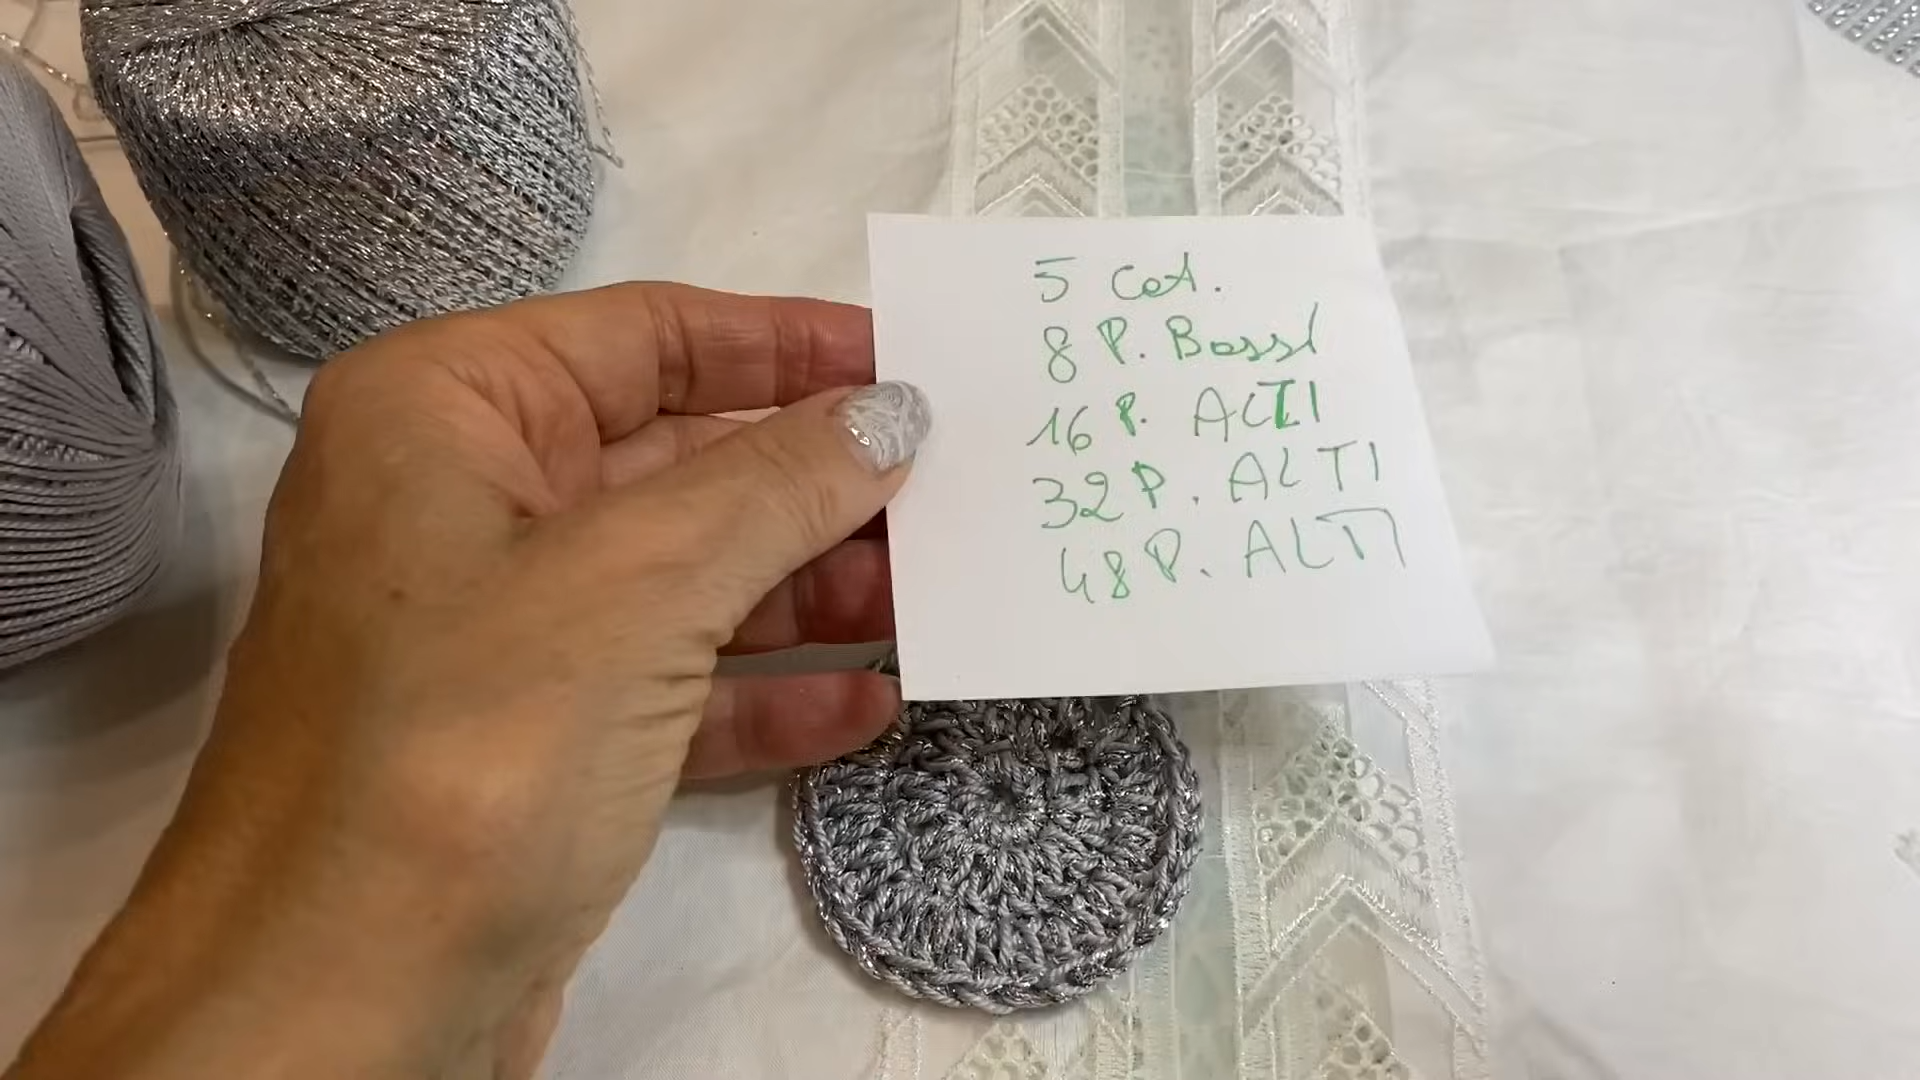 5 Cat.
8 P. Bassi
16 P. ALTI
32 P. ALTI
48 P. ALTI